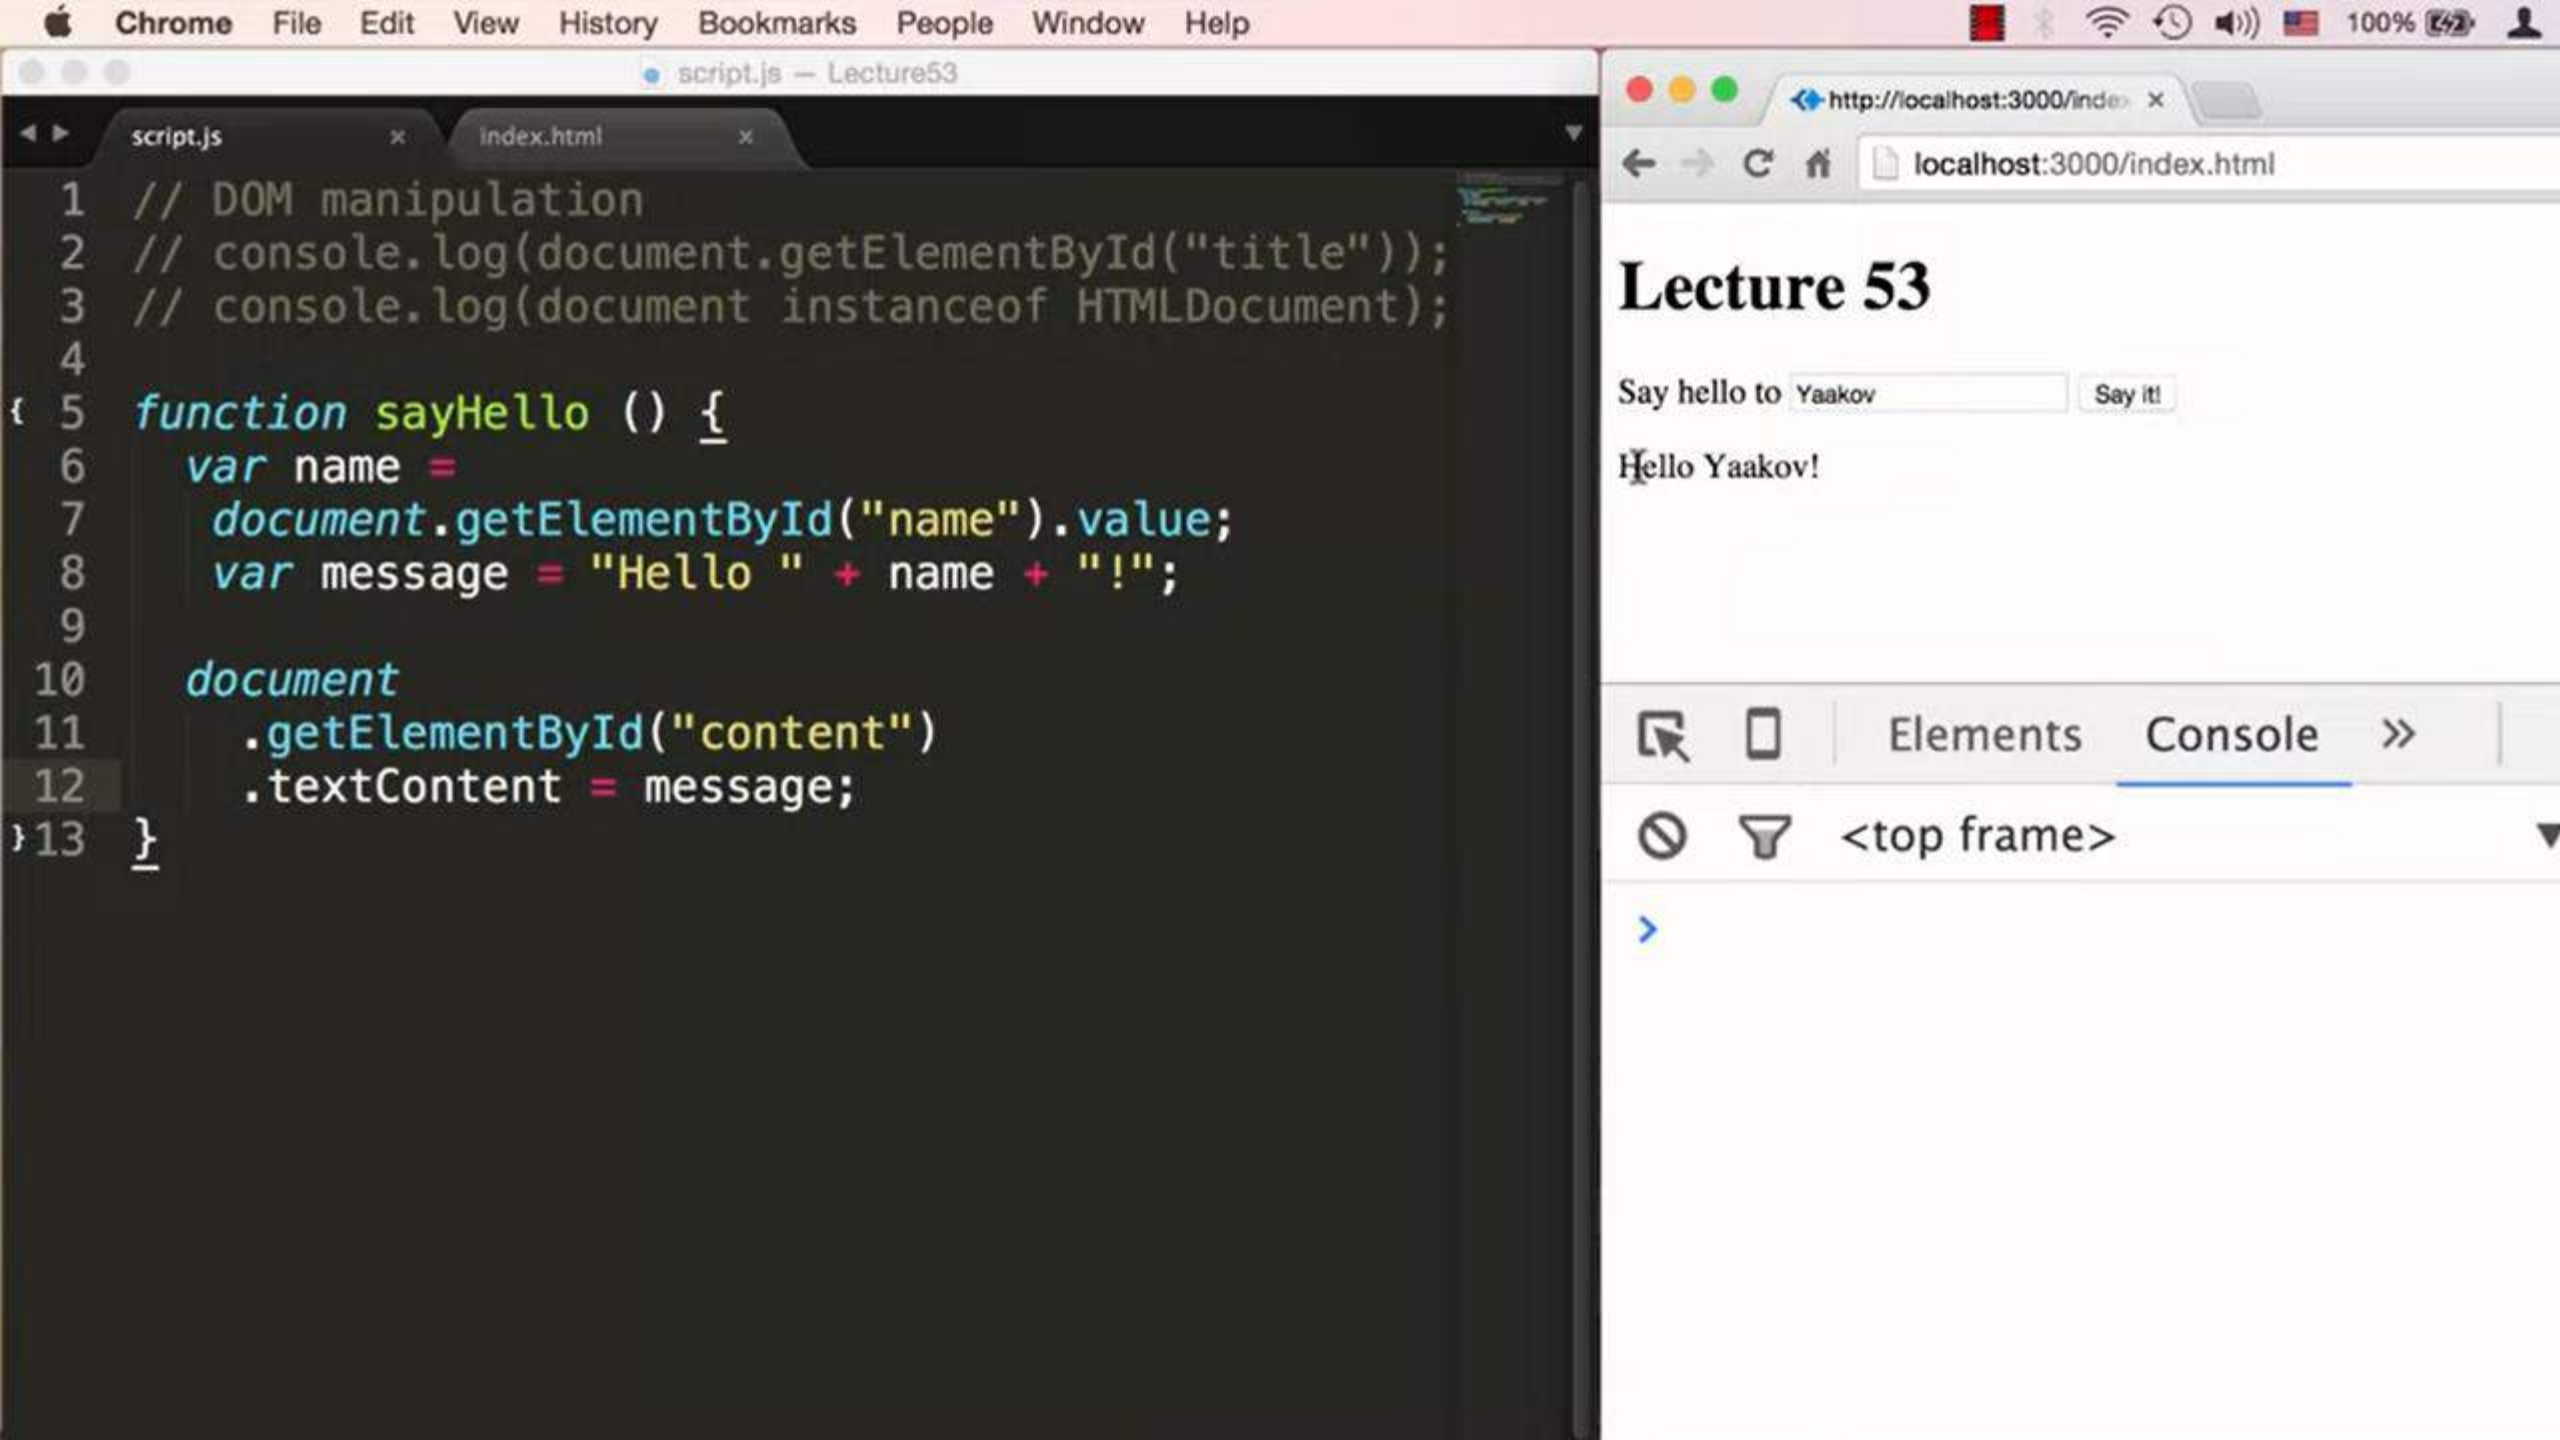 Chrome File Edit View History Bookmarks People Window Help 100%
script.js — Lecture53
script.js × index.html ×
1 // DOM manipulation
2 // console.log(document.getElementById("title"));
3 // console.log(document instanceof HTMLDocument);
4
{ 5 function sayHello () {
6 var name =
7 document.getElementById("name").value;
8 var message = "Hello " + name + "!";
9
10 document
11 .getElementById("content")
12 .textContent = message;
} 13 }
http://localhost:3000/index ×
localhost:3000/index.html
Lecture 53
Say hello to Yaakov Say it!
Hello Yaakov!
Elements Console »
<top frame>
>